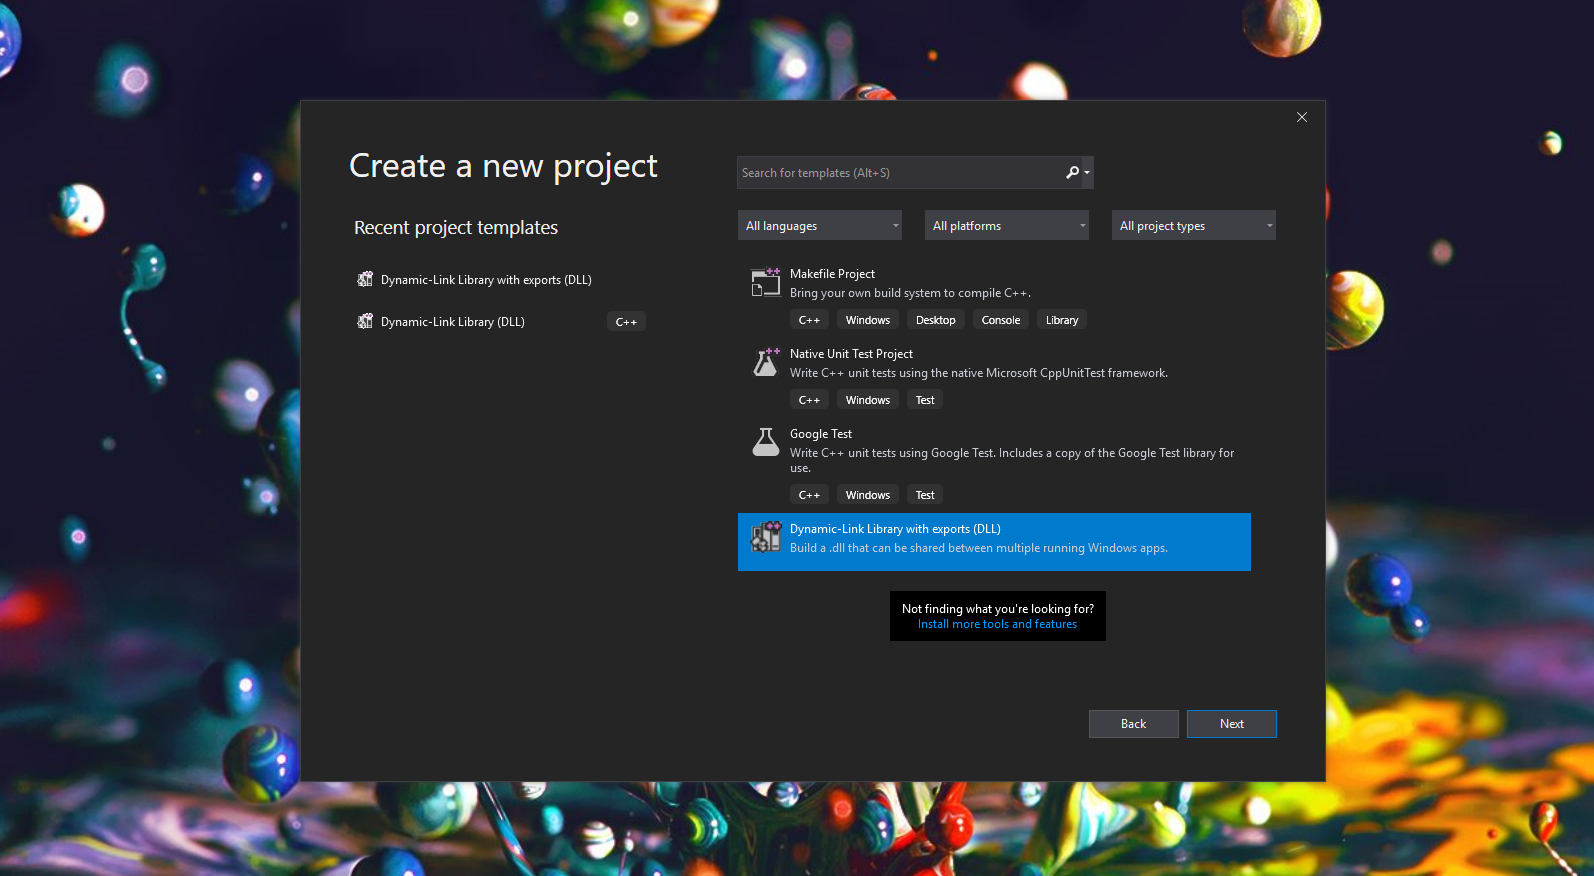 Create a new project
Search for templates (Alt+S)
Recent project templates
All languages
All platforms
All project types
Dynamic-Link Library with exports (DLL)
Dynamic-Link Library (DLL)
C++
Makefile Project
Bring your own build system to compile C++.
C++
Windows
Desktop
Console
Library
Native Unit Test Project
Write C++ unit tests using the native Microsoft CppUnitTest framework.
C++
Windows
Test
Google Test
Write C++ unit tests using Google Test. Includes a copy of the Google Test library for
use.
C++
Windows
Test
Dynamic-Link Library with exports (DLL)
Build a .dll that can be shared between multiple running Windows apps.
Not finding what you're looking for?
Install more tools and features
Back
Next